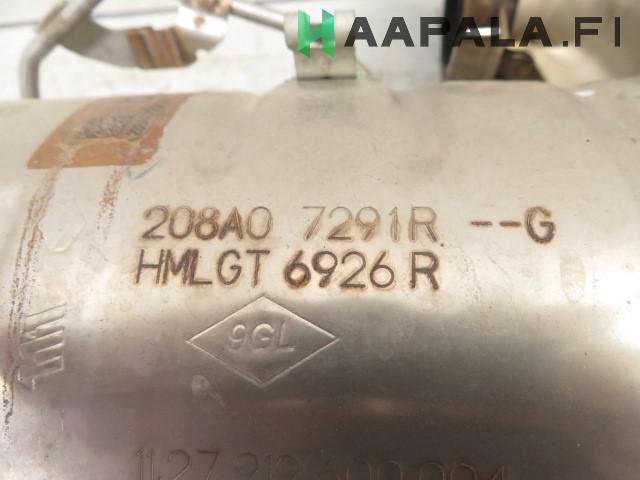 HAAPALA.FI
208A0 7291R --G
HMLGT 6926 R
9GL